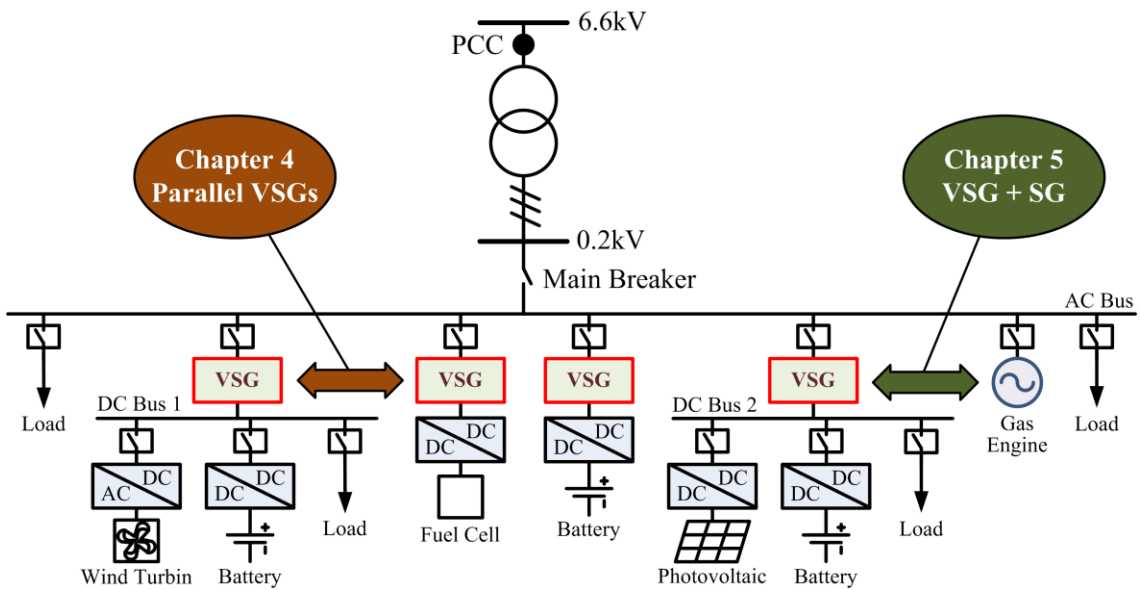 6.6kV
PCC
Chapter 4
Parallel VSGs
Chapter 5
VSG + SG
0.2kV
Main Breaker
AC Bus
VSG
VSG
VSG
VSG
Load
DC Bus 1
DC Bus 2
Gas
Engine
Load
DC
AC
DC
DC
DC
DC
DC
DC
DC
DC
DC
DC
Load
Fuel Cell
Battery
Load
Wind Turbin
Battery
Photovoltaic
Battery